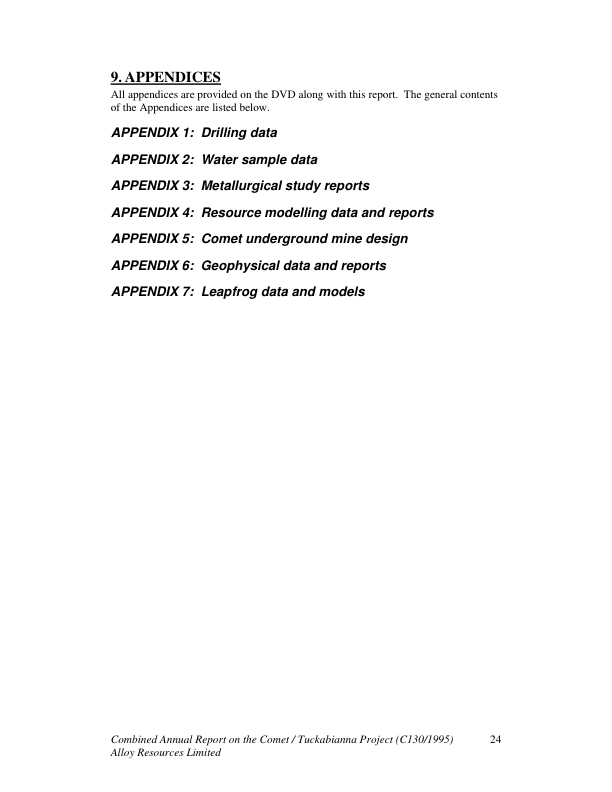 9. APPENDICES
All appendices are provided on the DVD along with this report.  The general contents
of the Appendices are listed below.
APPENDIX 1:  Drilling data
APPENDIX 2:  Water sample data
APPENDIX 3:  Metallurgical study reports
APPENDIX 4:  Resource modelling data and reports
APPENDIX 5:  Comet underground mine design
APPENDIX 6:  Geophysical data and reports
APPENDIX 7:  Leapfrog data and models
Combined Annual Report on the Comet / Tuckabianna Project (C130/1995) 24
Alloy Resources Limited